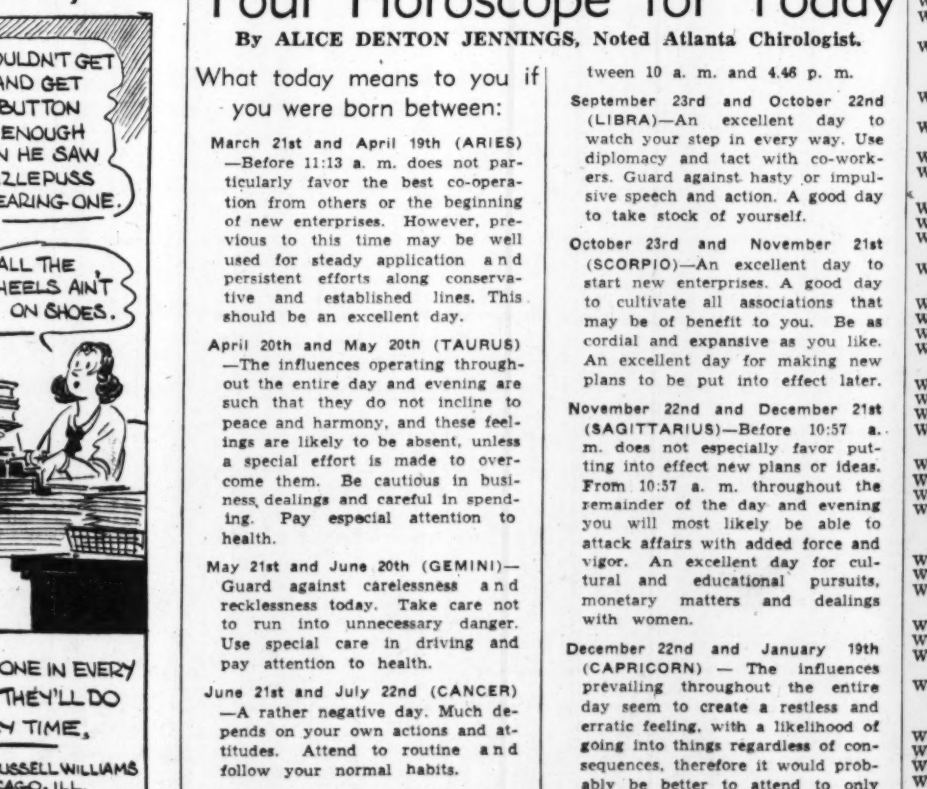 OULDN'T GET
AND GET
BUTTON
ENOUGH
N HE SAW
ZLEPUSS
EARING ONE.
ALL THE
HEELS AIN'T
ON SHOES.
ONE IN EVERY
THEY'LL DO
Y TIME.
RUSSELL WILLIAMS
CAGO, ILL.
Your Horoscope for Today
By ALICE DENTON JENNINGS, Noted Atlanta Chirologist.
What today means to you if
you were born between:
March 21st and April 19th (ARIES)
—Before 11:13 a. m. does not par-
ticularly favor the best co-opera-
tion from others or the beginning
of new enterprises. However, pre-
vious to this time may be well
used for steady application and
persistent efforts along conserva-
tive and established lines. This
should be an excellent day.
April 20th and May 20th (TAURUS)
—The influences operating through-
out the entire day and evening are
such that they do not incline to
peace and harmony, and these feel-
ings are likely to be absent, unless
a special effort is made to over-
come them. Be cautious in busi-
ness dealings and careful in spend-
ing. Pay especial attention to
health.
May 21st and June 20th (GEMINI)—
Guard against carelessness and
recklessness today. Take care not
to run into unnecessary danger.
Use special care in driving and
pay attention to health.
June 21st and July 22nd (CANCER)
—A rather negative day. Much de-
pends on your own actions and at-
titudes. Attend to routine and
follow your normal habits.
tween 10 a. m. and 4.46 p. m.
September 23rd and October 22nd
(LIBRA)—An excellent day to
watch your step in every way. Use
diplomacy and tact with co-work-
ers. Guard against hasty or impul-
sive speech and action. A good day
to take stock of yourself.
October 23rd and November 21st
(SCORPIO)—An excellent day to
start new enterprises. A good day
to cultivate all associations that
may be of benefit to you. Be as
cordial and expansive as you like.
An excellent day for making new
plans to be put into effect later.
November 22nd and December 21st
(SAGITTARIUS)—Before 10:57 a.
m. does not especially favor put-
ting into effect new plans or ideas.
From 10:57 a. m. throughout the
remainder of the day and evening
you will most likely be able to
attack affairs with added force and
vigor. An excellent day for cul-
tural and educational pursuits,
monetary matters and dealings
with women.
December 22nd and January 19th
(CAPRICORN) — The influences
prevailing throughout the entire
day seem to create a restless and
erratic feeling, with a likelihood of
going into things regardless of con-
sequences, therefore it would prob-
ably be better to attend to only